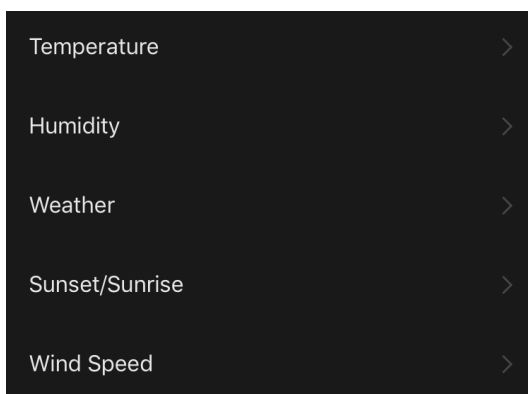 Temperature
Humidity
Weather
Sunset/Sunrise
Wind Speed